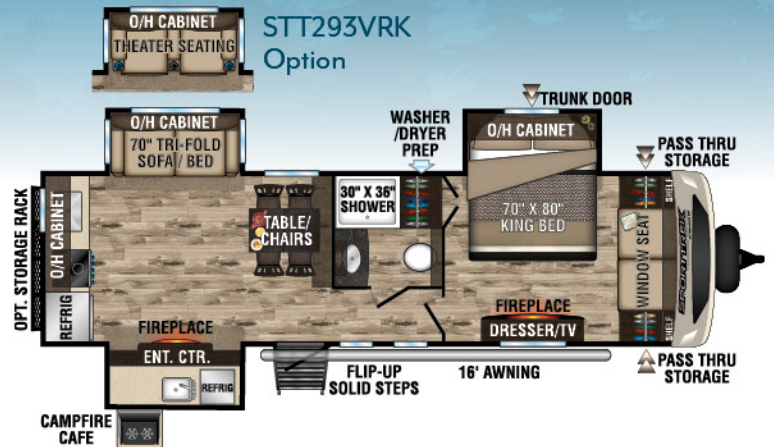 O/H CABINET
THEATER SEATING
STT293VRK
Option
O/H CABINET
70" TRI-FOLD
SOFA / BED
WASHER
/DRYER
PREP
TRUNK DOOR
O/H CABINET
PASS THRU
STORAGE
OPT. STORAGE RACK
O/H CABINET
REFRIG
TABLE/
CHAIRS
30" X 36"
SHOWER
70" X 80"
KING BED
SHELF
WINDOW SEAT
SPORTTREK
SHELF
FIREPLACE
ENT. CTR.
REFRIG
FIREPLACE
DRESSER/TV
FLIP-UP
SOLID STEPS
16' AWNING
PASS THRU
STORAGE
CAMPFIRE
CAFE